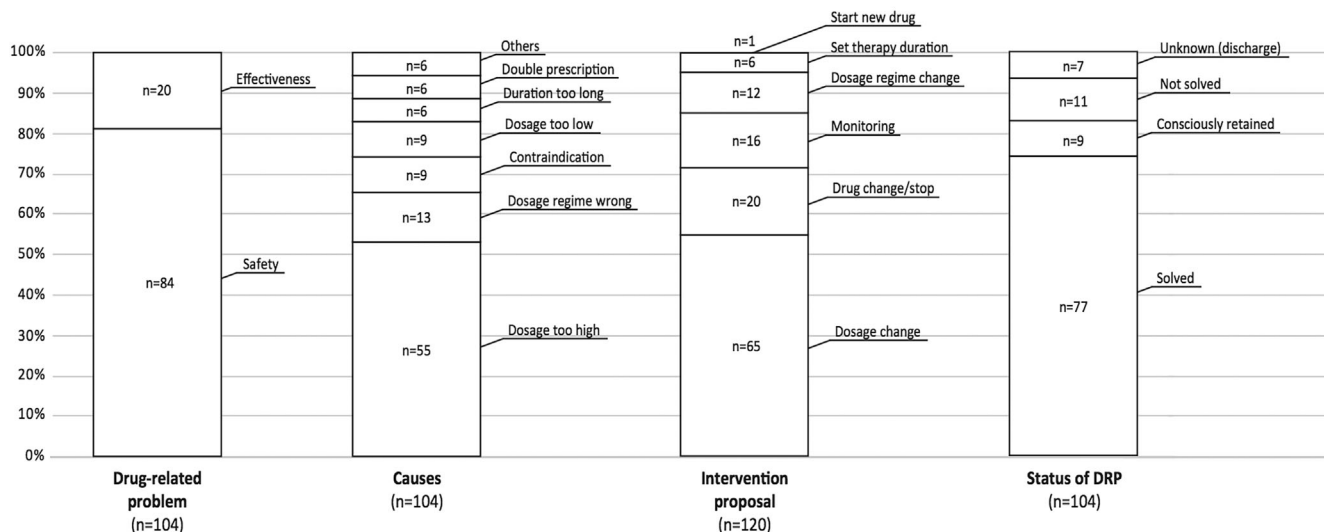 Start new drug
100%
90%
80%
70%
60%
50%
40%
30%
20%
10%
0%
n=20
Effectiveness
n=84
Safety
Drug-related
problem
(n=104)
Others
n=6
Double prescription
n=6
Duration too long
n=6
Dosage too low
n=9
Contraindication
n=9
Dosage regime wrong
n=13
Dosage too high
n=55
Causes
(n=104)
n=1
Set therapy duration
n=6
Dosage regime change
n=12
Monitoring
n=16
Drug change/stop
n=20
Dosage change
n=65
Intervention
proposal
(n=120)
Unknown (discharge)
n=7
Not solved
n=11
Consciously retained
n=9
Solved
n=77
Status of DRP
(n=104)